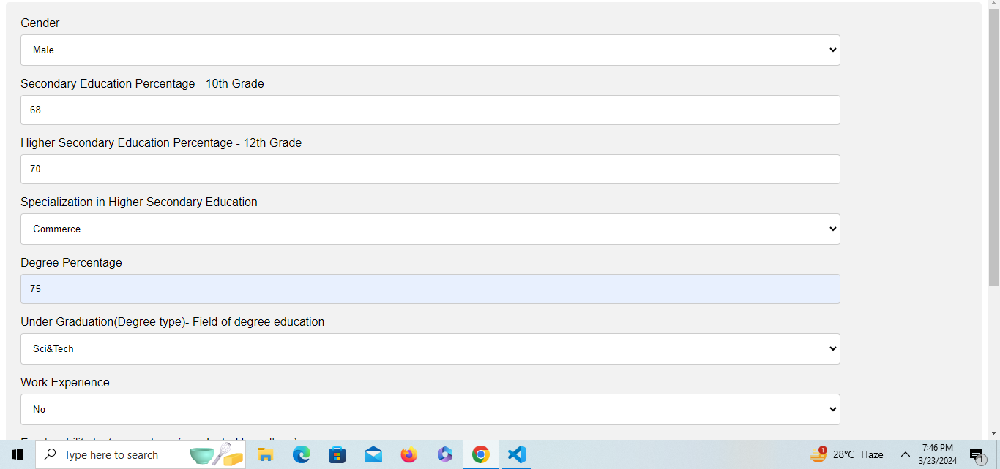 Gender
Male
Secondary Education Percentage - 10th Grade
68
Higher Secondary Education Percentage - 12th Grade
70
Specialization in Higher Secondary Education
Commerce
Degree Percentage
75
Under Graduation(Degree type)- Field of degree education
Sci&Tech
Work Experience
No
Type here to search
1
28°C Haze
7:46 PM
3/23/2024
1